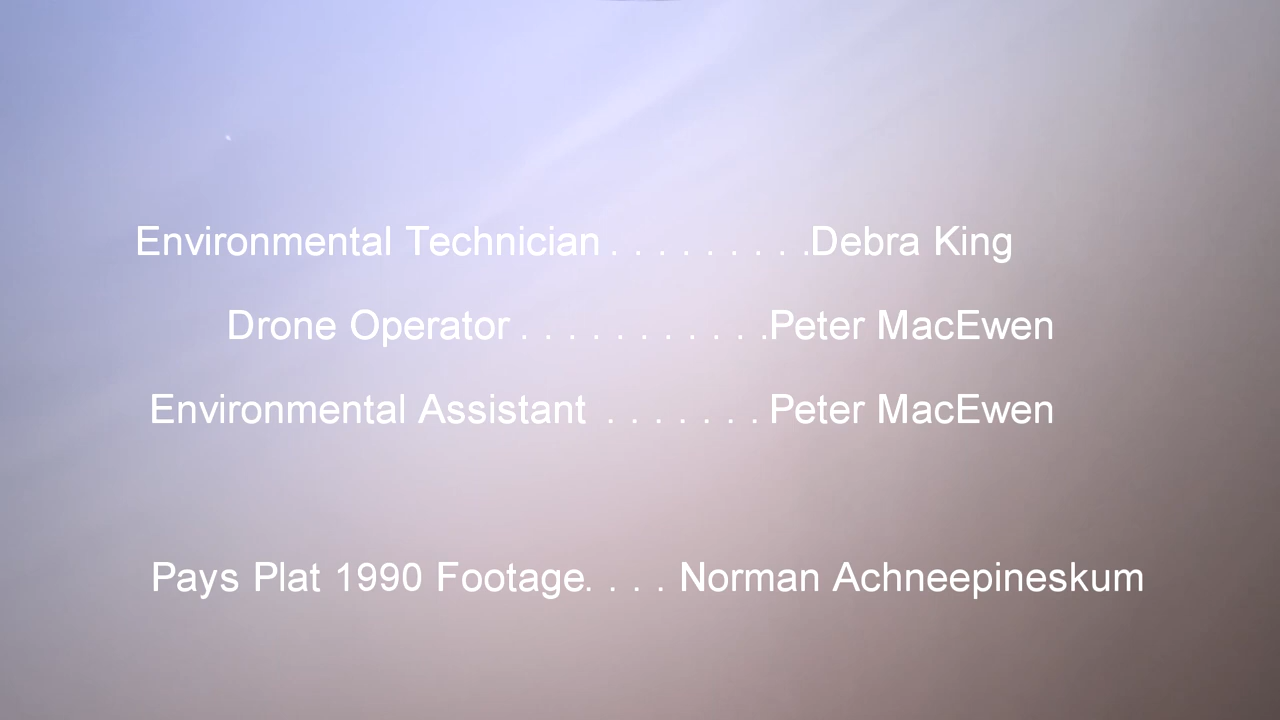 Environmental Technician . . . . . . . . .Debra King
Drone Operator . . . . . . . . . . .Peter MacEwen
Environmental Assistant . . . . . . . Peter MacEwen
Pays Plat 1990 Footage. . . . Norman Achneepineskum